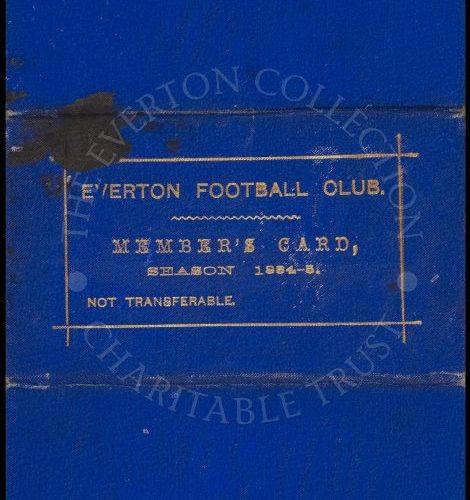 EVERTON FOOTBALL CLUB.
MEMBER'S CARD,
SEASON 1884-5.
NOT TRANSFERABLE.
THE EVERTON COLLECTION
CHARITABLE TRUST